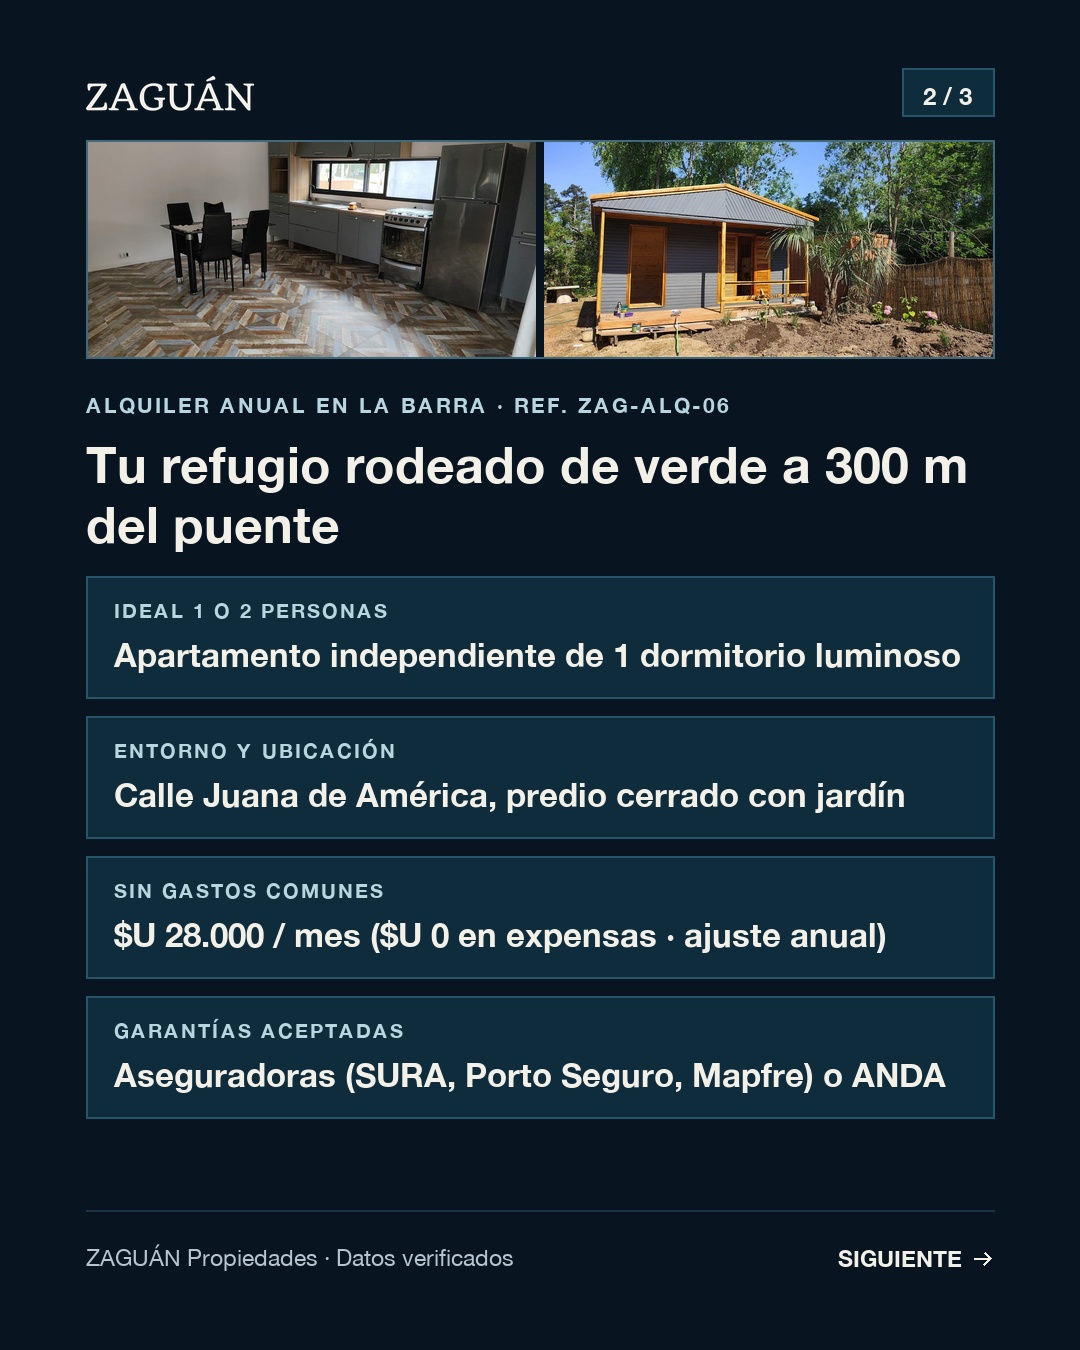 ZAGUÁN
2 / 3
ALQUILER ANUAL EN LA BARRA · REF. ZAG-ALQ-06
Tu refugio rodeado de verde a 300 m
del puente
IDEAL 1 O 2 PERSONAS
Apartamento independiente de 1 dormitorio luminoso
ENTORNO Y UBICACIÓN
Calle Juana de América, predio cerrado con jardín
SIN GASTOS COMUNES
$U 28.000 / mes ($U 0 en expensas · ajuste anual)
GARANTÍAS ACEPTADAS
Aseguradoras (SURA, Porto Seguro, Mapfre) o ANDA
ZAGUÁN Propiedades · Datos verificados
SIGUIENTE →